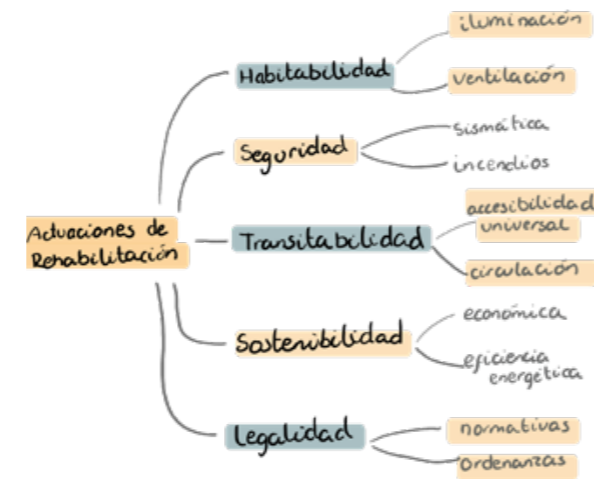 Actuaciones de
Rehabilitación
Habitabilidad
iluminación
ventilación
Seguridad
sismática
incendios
Transitabilidad
accesibilidad
universal
circulación
Sostenibilidad
económica
eficiencia
energética
legalidad
normativas
ordenanzas